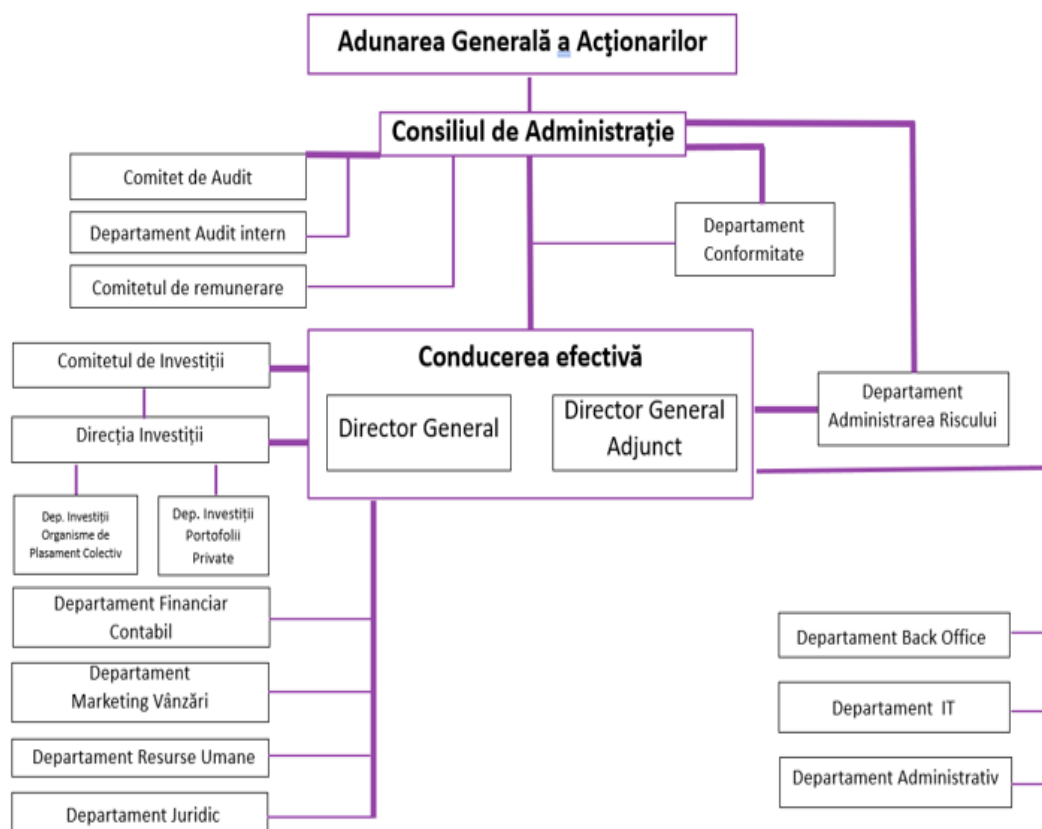 Adunarea Generală a Acţionarilor
Consiliul de Administrație
Comitet de Audit
Departament Audit intern
Comitetul de remunerare
Departament
Conformitate
Comitetul de Investiții
Direcția Investiții
Dep. Investiții
Organisme de
Plasament Colectiv
Dep. Investiții
Portofolii
Private
Conducerea efectivă
Director General
Director General
Adjunct
Departament
Administrarea Riscului
Departament Financiar
Contabil
Departament
Marketing Vânzări
Departament Resurse Umane
Departament Juridic
Departament Back Office
Departament IT
Departament Administrativ